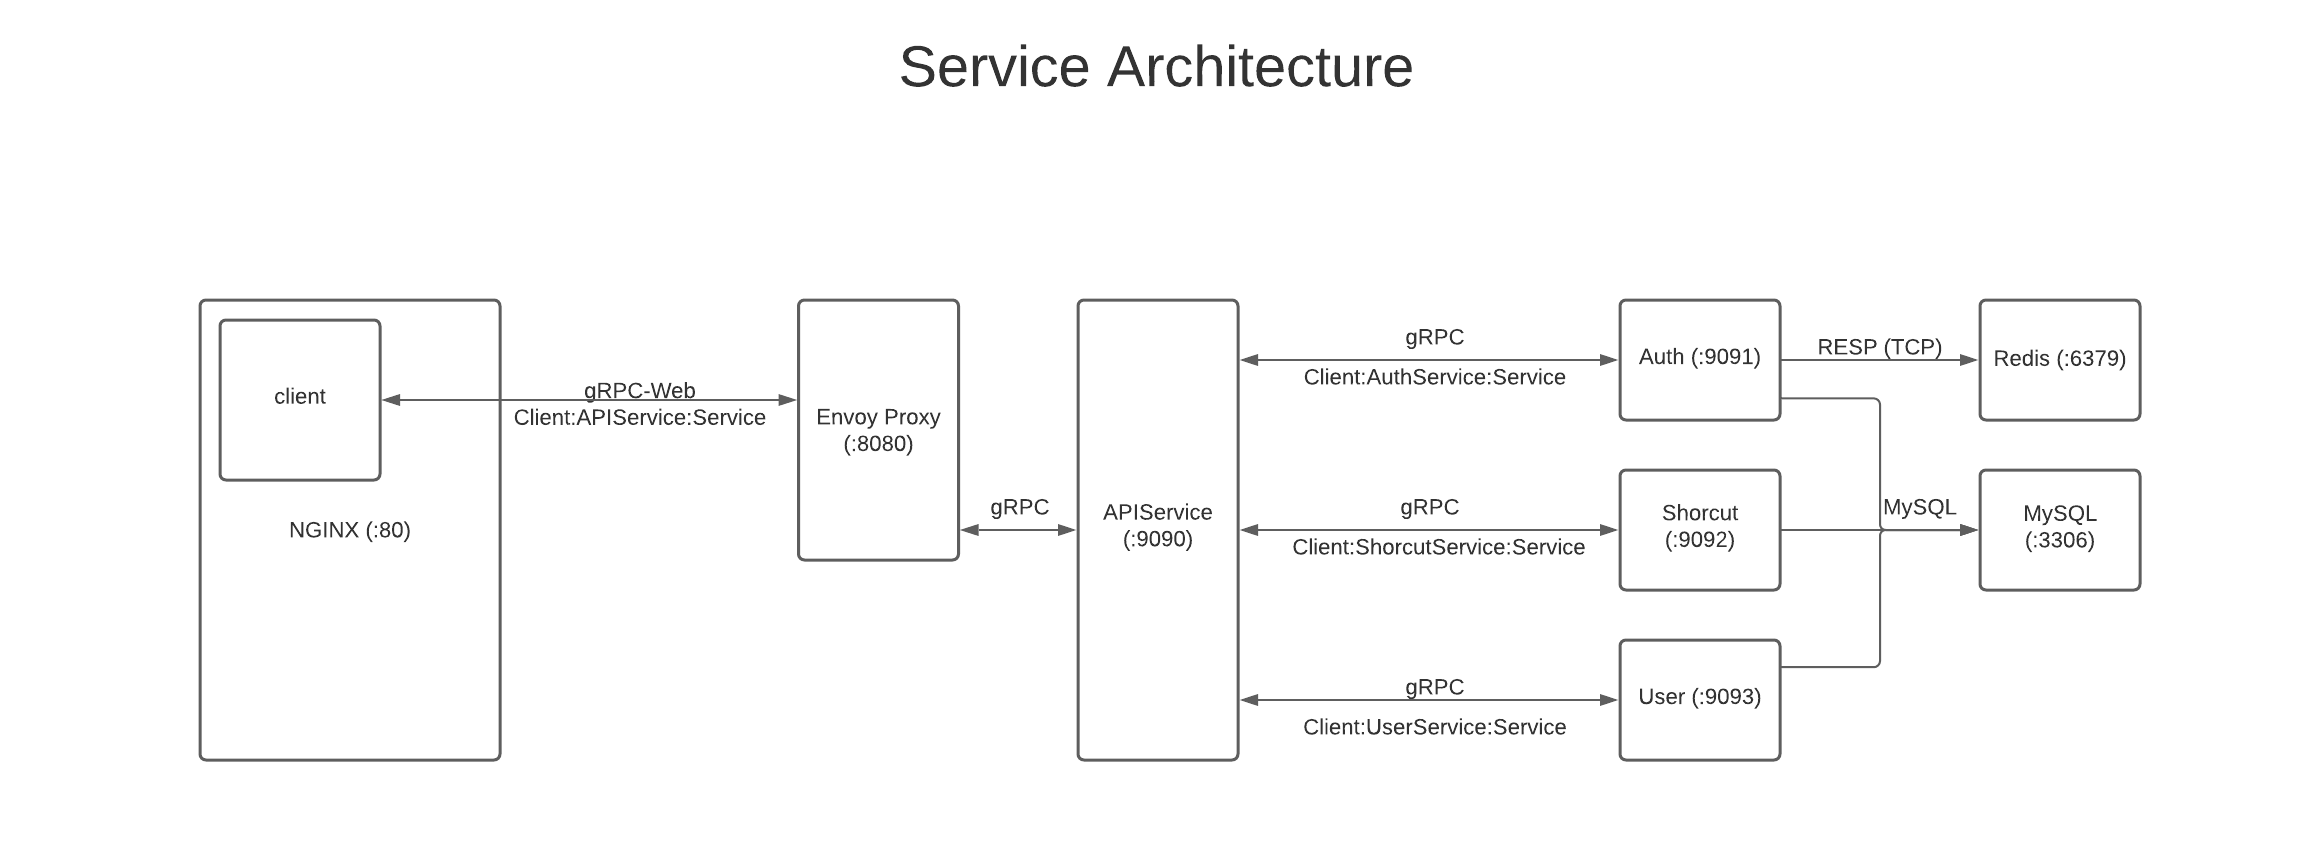 Service Architecture
client
NGINX (:80)
gRPC-Web
Client:APIService:Service
Envoy Proxy
(:8080)
gRPC
APIService
(:9090)
gRPC
Client:AuthService:Service
gRPC
Client:ShorcutService:Service
gRPC
Client:UserService:Service
Auth (:9091)
Shorcut
(:9092)
User (:9093)
RESP (TCP)
MySQL
Redis (:6379)
MySQL
(:3306)